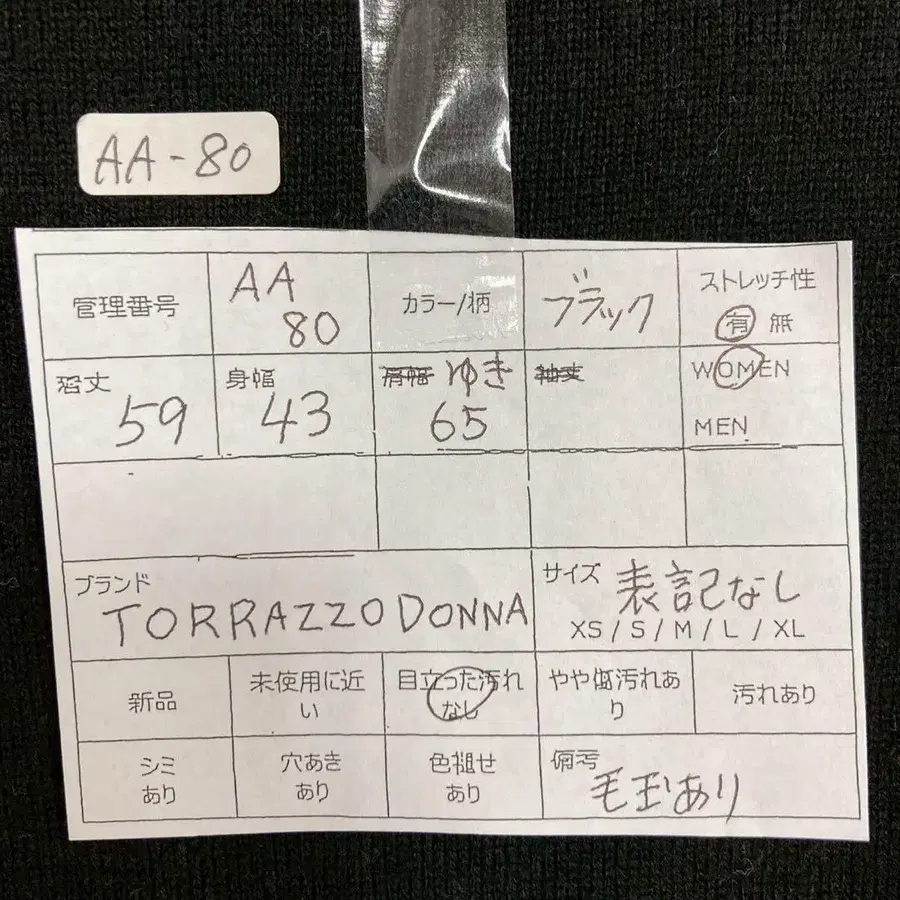 AA-80
管理番号
AA
80
カラー/柄
ブラック
ストレッチ性
有 無
着丈
59
身幅
43
肩幅 ゆき
65
袖丈
WOMEN
MEN
ブランド
TORRAZZO DONNA
サイズ 表記なし
XS / S / M / L / XL
新品
未使用に近
い
目立った汚れ
なし
やや傷汚れあ
り
汚れあり
シミ
あり
穴あき
あり
色褪せ
あり
備考
毛玉あり